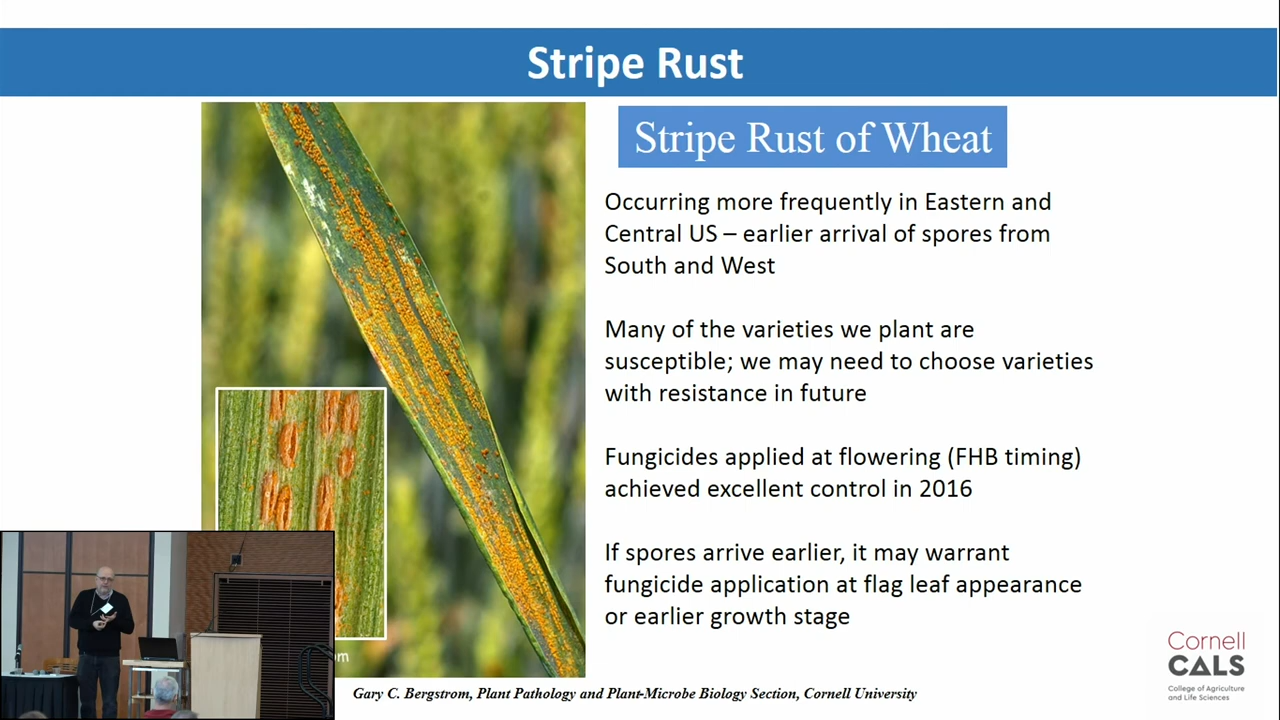 Stripe Rust
Stripe Rust of Wheat
Occurring more frequently in Eastern and
Central US – earlier arrival of spores from
South and West
Many of the varieties we plant are
susceptible; we may need to choose varieties
with resistance in future
Fungicides applied at flowering (FHB timing)
achieved excellent control in 2016
If spores arrive earlier, it may warrant
fungicide application at flag leaf appearance
or earlier growth stage
Gary C. Bergstrom, Plant Pathology and Plant-Microbe Biology Section, Cornell University
Cornell
CALS
College of Agriculture
and Life Sciences